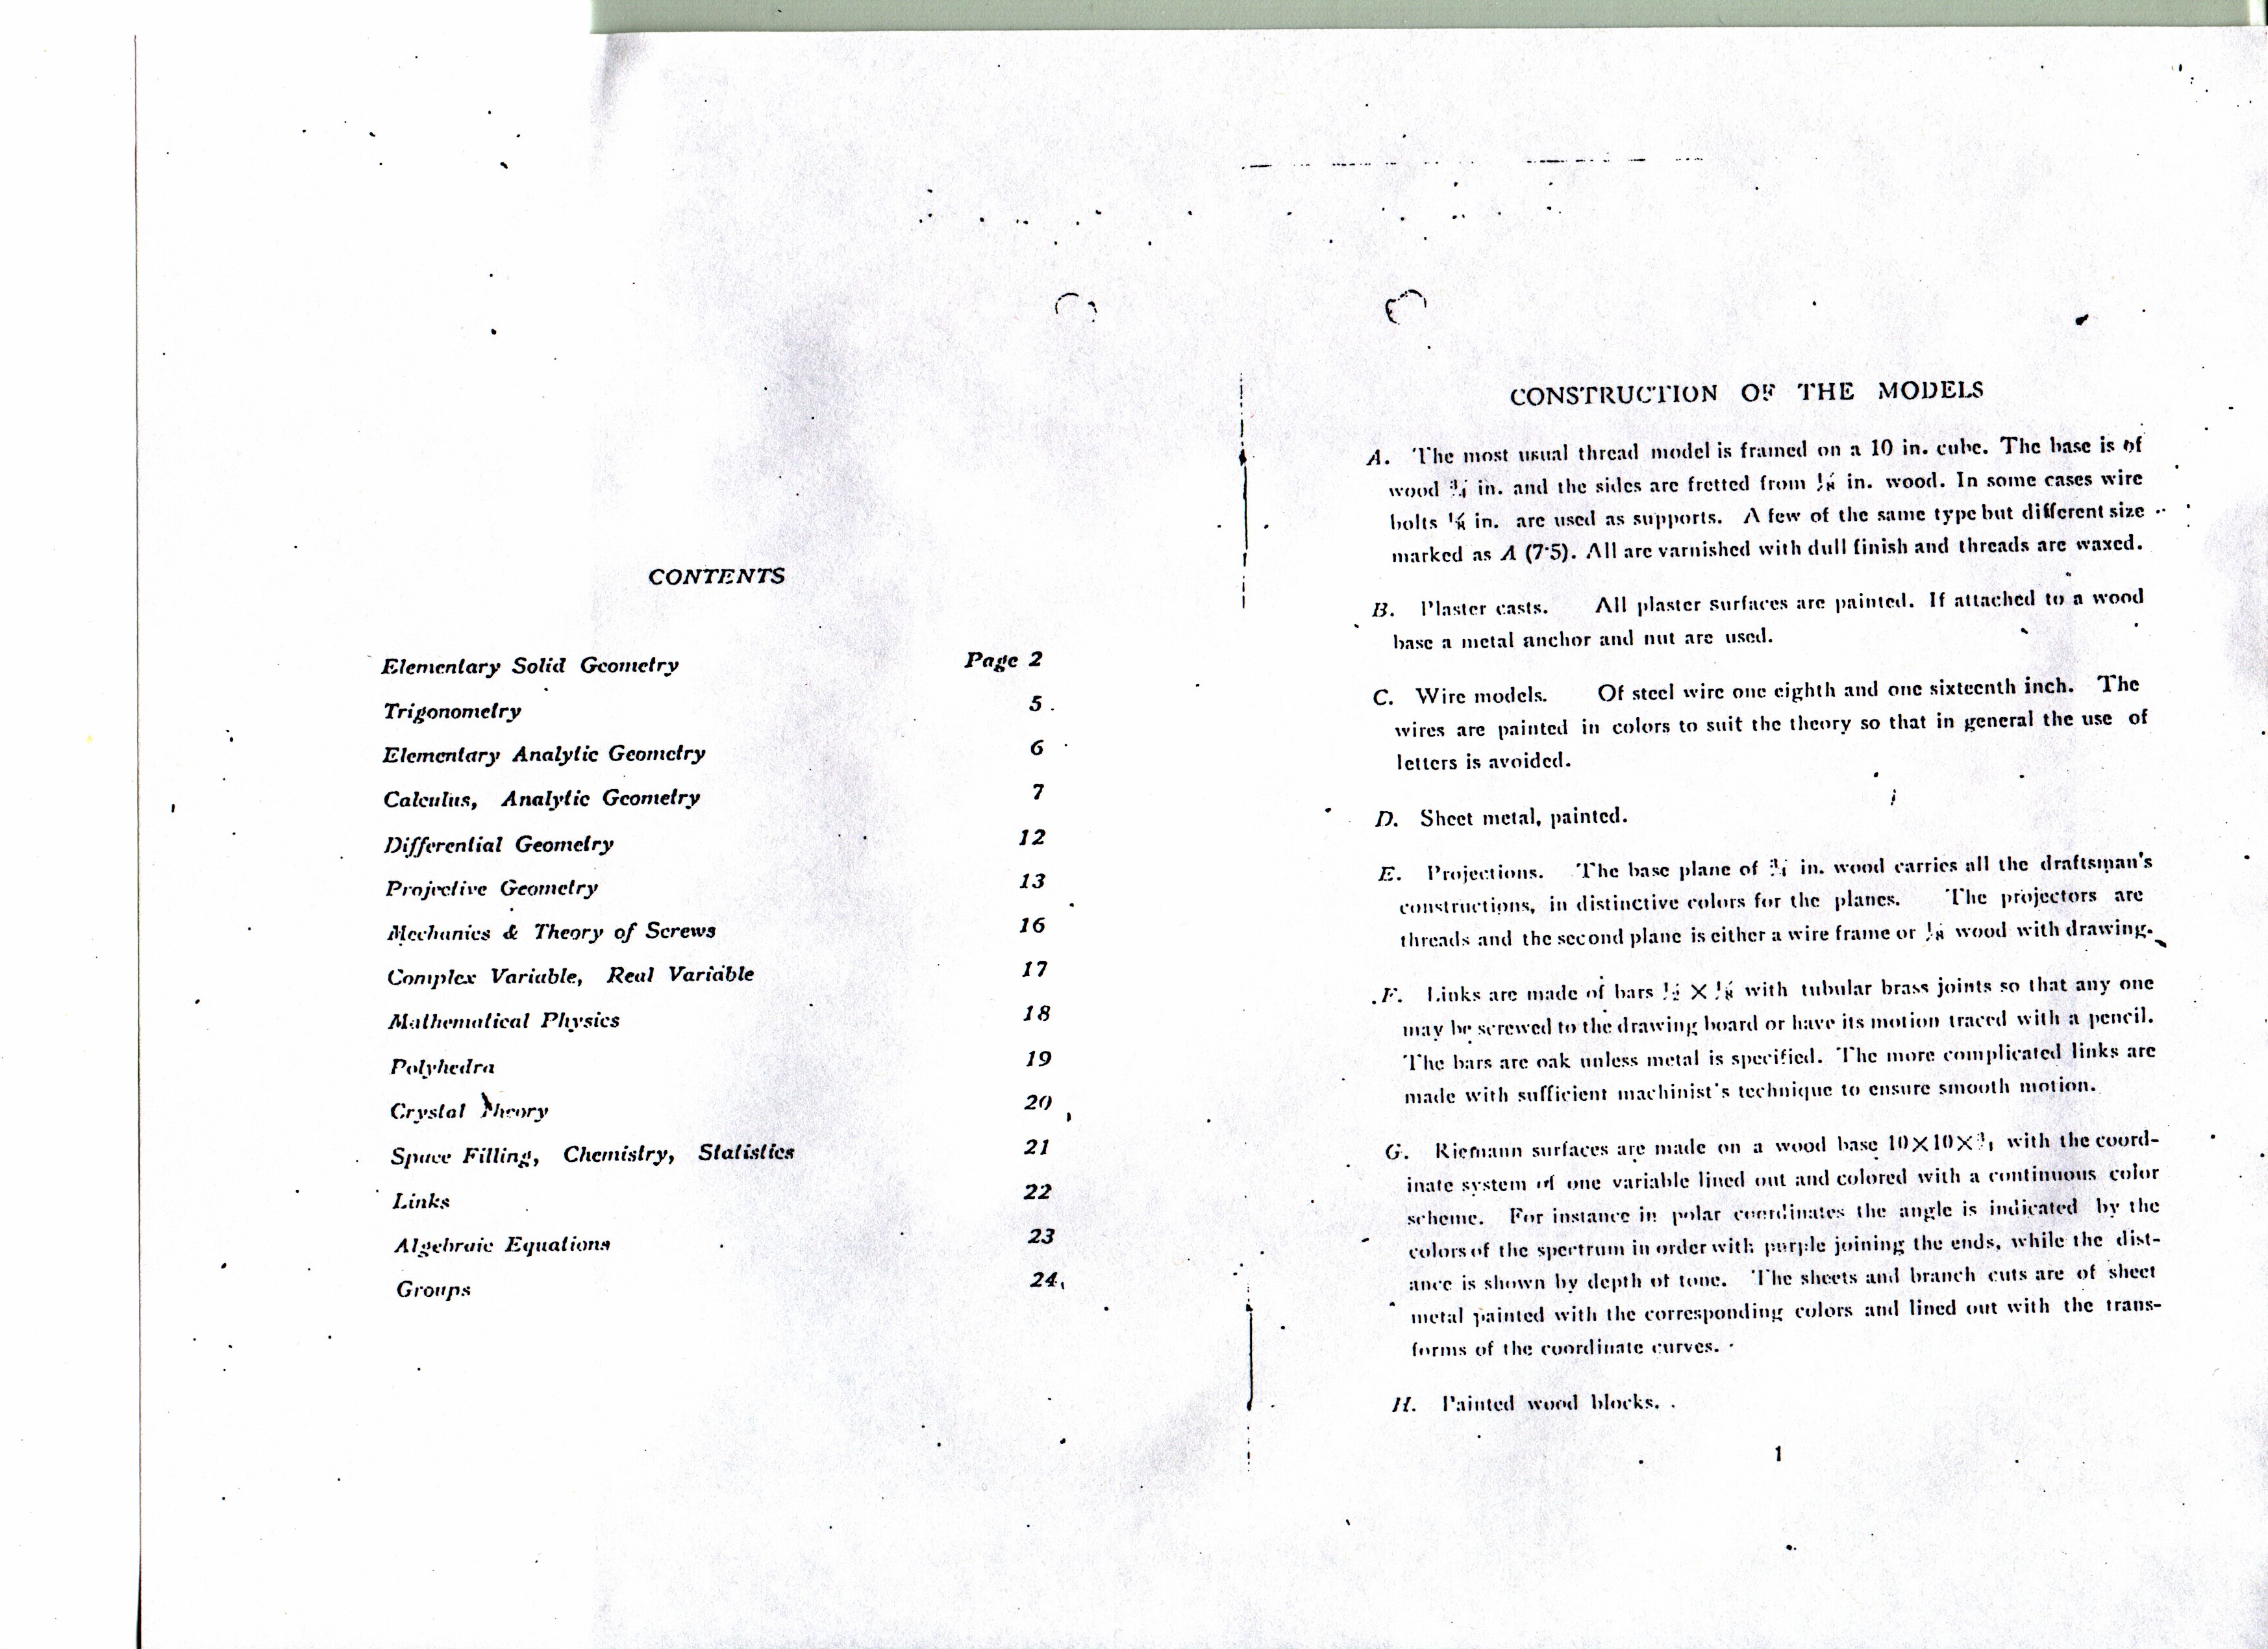 CONTENTS
Elementary Solid Geometry Page 2
Trigonometry 5
Elementary Analytic Geometry 6
Calculus, Analytic Geometry 7
Differential Geometry 12
Projective Geometry 13
Mechanics & Theory of Screws 16
Complex Variable, Real Variable 17
Mathematical Physics 18
Polyhedra 19
Crystal Theory 20
Space Filling, Chemistry, Statistics 21
Links 22
Algebraic Equations 23
Groups 24
CONSTRUCTION OF THE MODELS
A. The most usual thread model is framed on a 10 in. cube. The base is of
wood ¾ in. and the sides are fretted from ⅛ in. wood. In some cases wire
bolts ⅛ in. are used as supports. A few of the same type but different size
marked as A (7·5). All are varnished with dull finish and threads are waxed.
B. Plaster casts. All plaster surfaces are painted. If attached to a wood
base a metal anchor and nut are used.
C. Wire models. Of steel wire one eighth and one sixteenth inch. The
wires are painted in colors to suit the theory so that in general the use of
letters is avoided.
D. Sheet metal, painted.
E. Projections. The base plane of ¾ in. wood carries all the draftsman's
constructions, in distinctive colors for the planes. The projectors are
threads and the second plane is either a wire frame or ⅛ wood with drawing.
F. Links are made of bars ½ × ⅛ with tubular brass joints so that any one
may be screwed to the drawing board or have its motion traced with a pencil.
The bars are oak unless metal is specified. The more complicated links are
made with sufficient machinist's technique to ensure smooth motion.
G. Riemann surfaces are made on a wood base 10×10×¾ with the coord-
inate system of one variable lined out and colored with a continuous color
scheme. For instance in polar coordinates the angle is indicated by the
colors of the spectrum in order with purple joining the ends, while the dist-
ance is shown by depth of tone. The sheets and branch cuts are of sheet
metal painted with the corresponding colors and lined out with the trans-
forms of the coordinate curves.
H. Painted wood blocks.
1